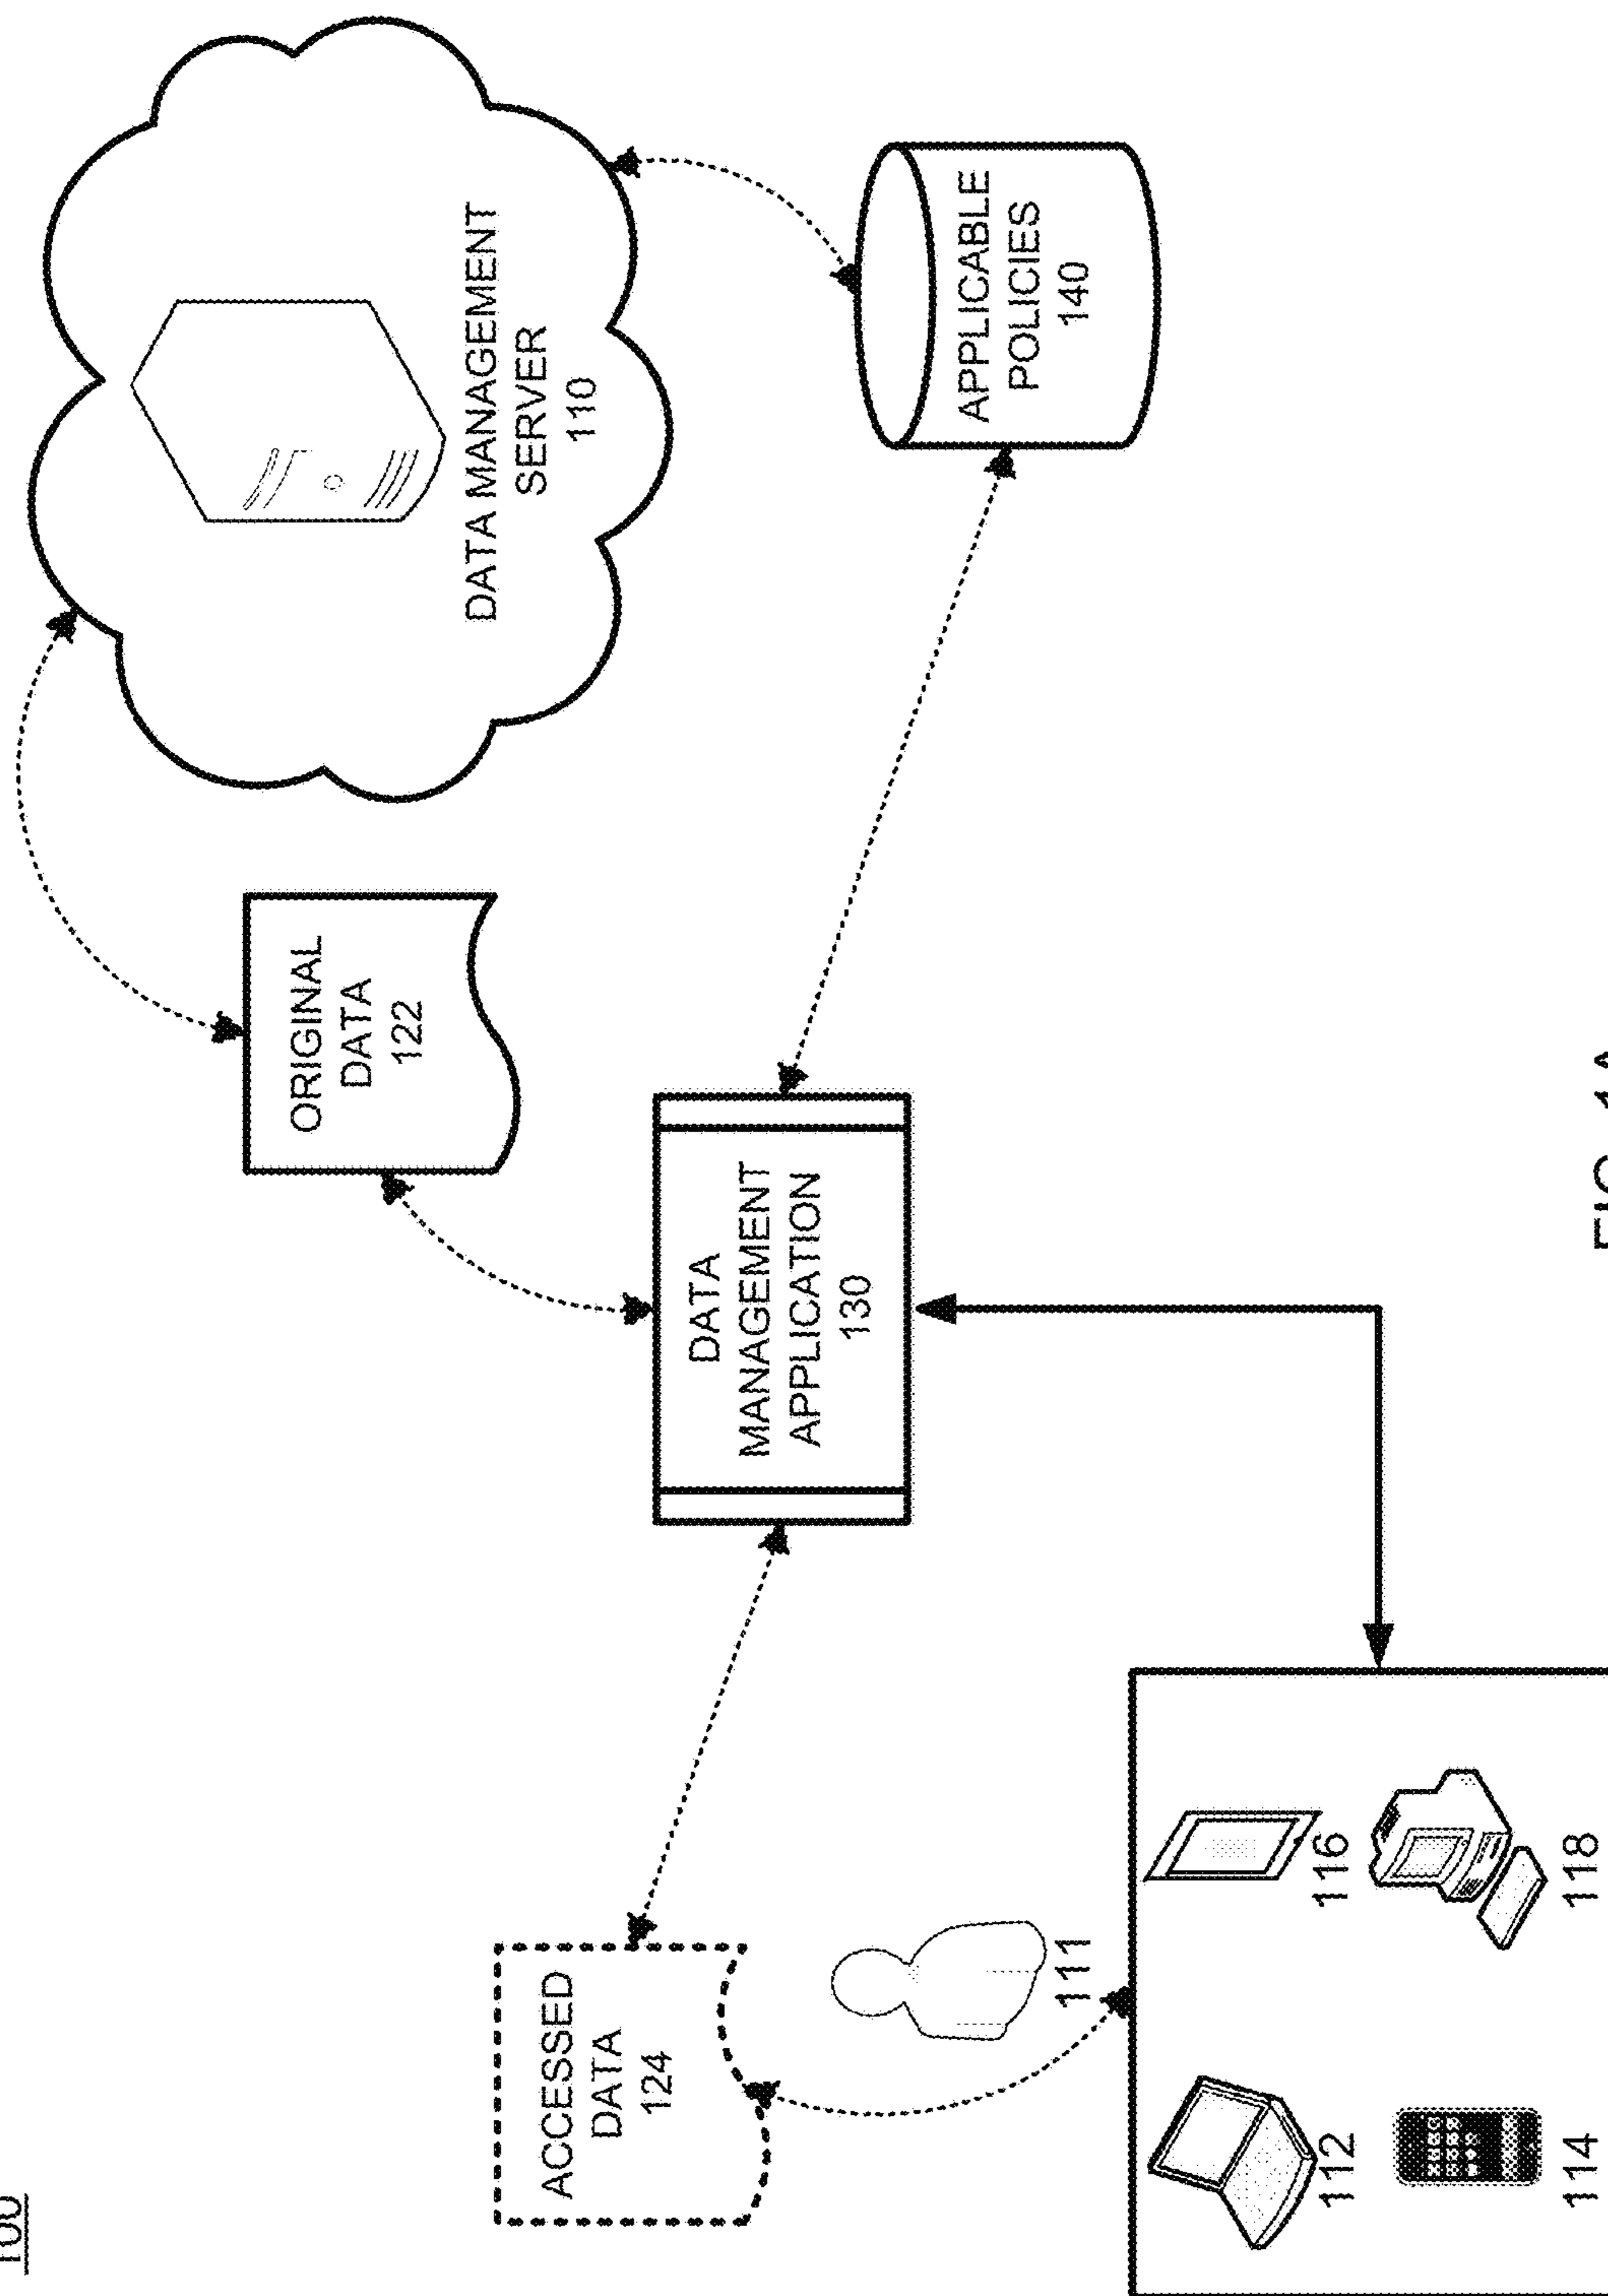 100
DATA MANAGEMENT
SERVER
110
ORIGINAL
DATA
122
ACCESSED
DATA
124
DATA
MANAGEMENT
APPLICATION
130
APPLICABLE
POLICIES
140
111
112
116
114
118
FIG. 1A